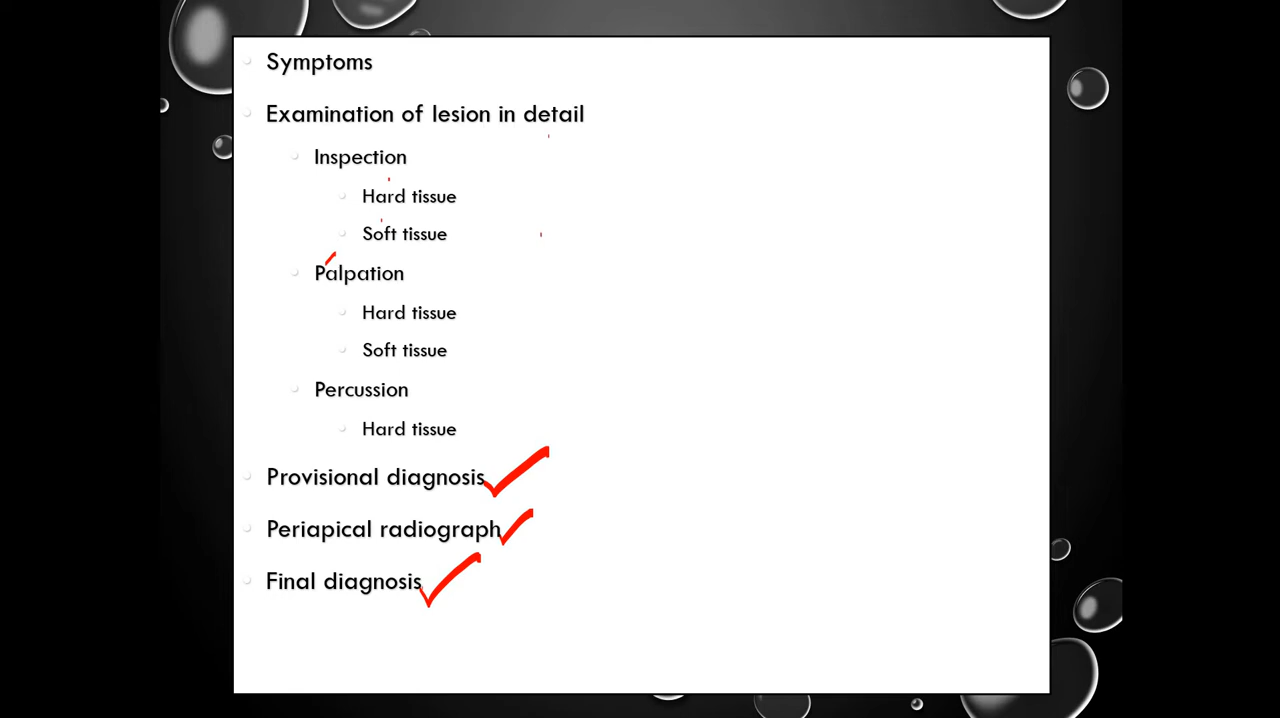 Symptoms
Examination of lesion in detail
Inspection
Hard tissue
Soft tissue
Palpation
Hard tissue
Soft tissue
Percussion
Hard tissue
Provisional diagnosis
Periapical radiograph
Final diagnosis